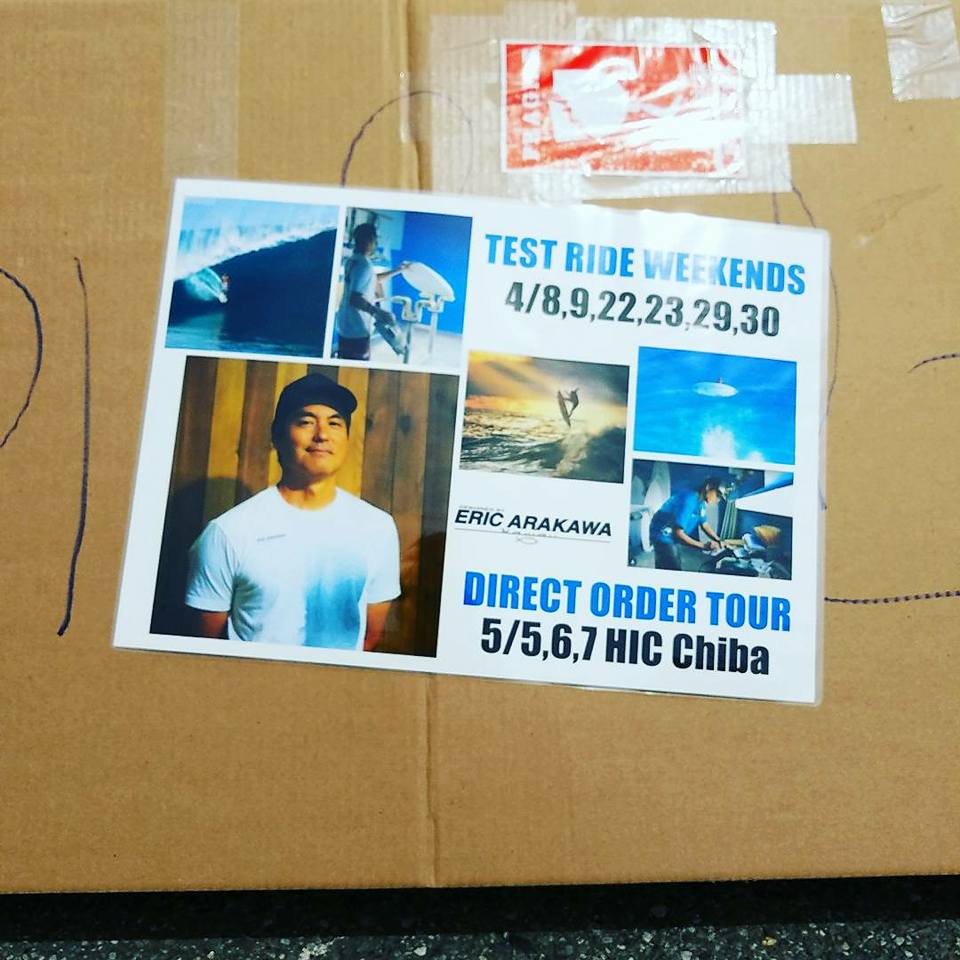 TEST RIDE WEEKENDS
4/8,9,22,23,29,30
ERIC ARAKAWA
DIRECT ORDER TOUR
5/5,6,7 HIC Chiba